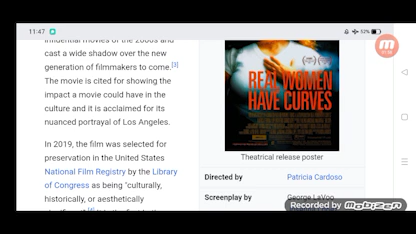 11:47
52%
influential movies of the 2000s and
cast a wide shadow over the new
generation of filmmakers to come.[3]
The movie is cited for showing the
impact a movie could have in the
culture and it is acclaimed for its
nuanced portrayal of Los Angeles.
In 2019, the film was selected for
preservation in the United States
National Film Registry by the Library
of Congress as being "culturally,
historically, or aesthetically
REAL WOMEN
HAVE CURVES
Theatrical release poster
Directed by Patricia Cardoso
Screenplay by George LaVoo
Recorded by Mobizen